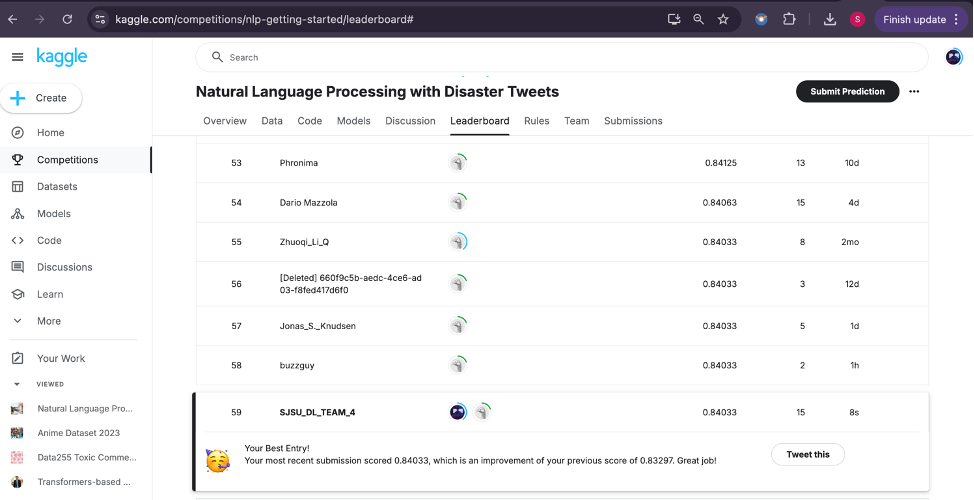 kaggle.com/competitions/nlp-getting-started/leaderboard#
S
Finish update
kaggle
Search
Create
Home
Competitions
Datasets
Models
Code
Discussions
Learn
More
Your Work
VIEWED
Natural Language Pro...
Anime Dataset 2023
Data255 Toxic Comme...
Transformers-based ...
Natural Language Processing with Disaster Tweets
Submit Prediction
Overview Data Code Models Discussion Leaderboard Rules Team Submissions
53 Phronima 0.84125 13 10d
54 Dario Mazzola 0.84063 15 4d
55 Zhuoqi_Li_Q 0.84033 8 2mo
56 [Deleted] 660f9c5b-aedc-4ce6-ad
03-f8fed417d6f0 0.84033 3 12d
57 Jonas_S._Knudsen 0.84033 5 1d
58 buzzguy 0.84033 2 1h
59 SJSU_DL_TEAM_4 0.84033 15 8s
Your Best Entry!
Your most recent submission scored 0.84033, which is an improvement of your previous score of 0.83297. Great job!
Tweet this